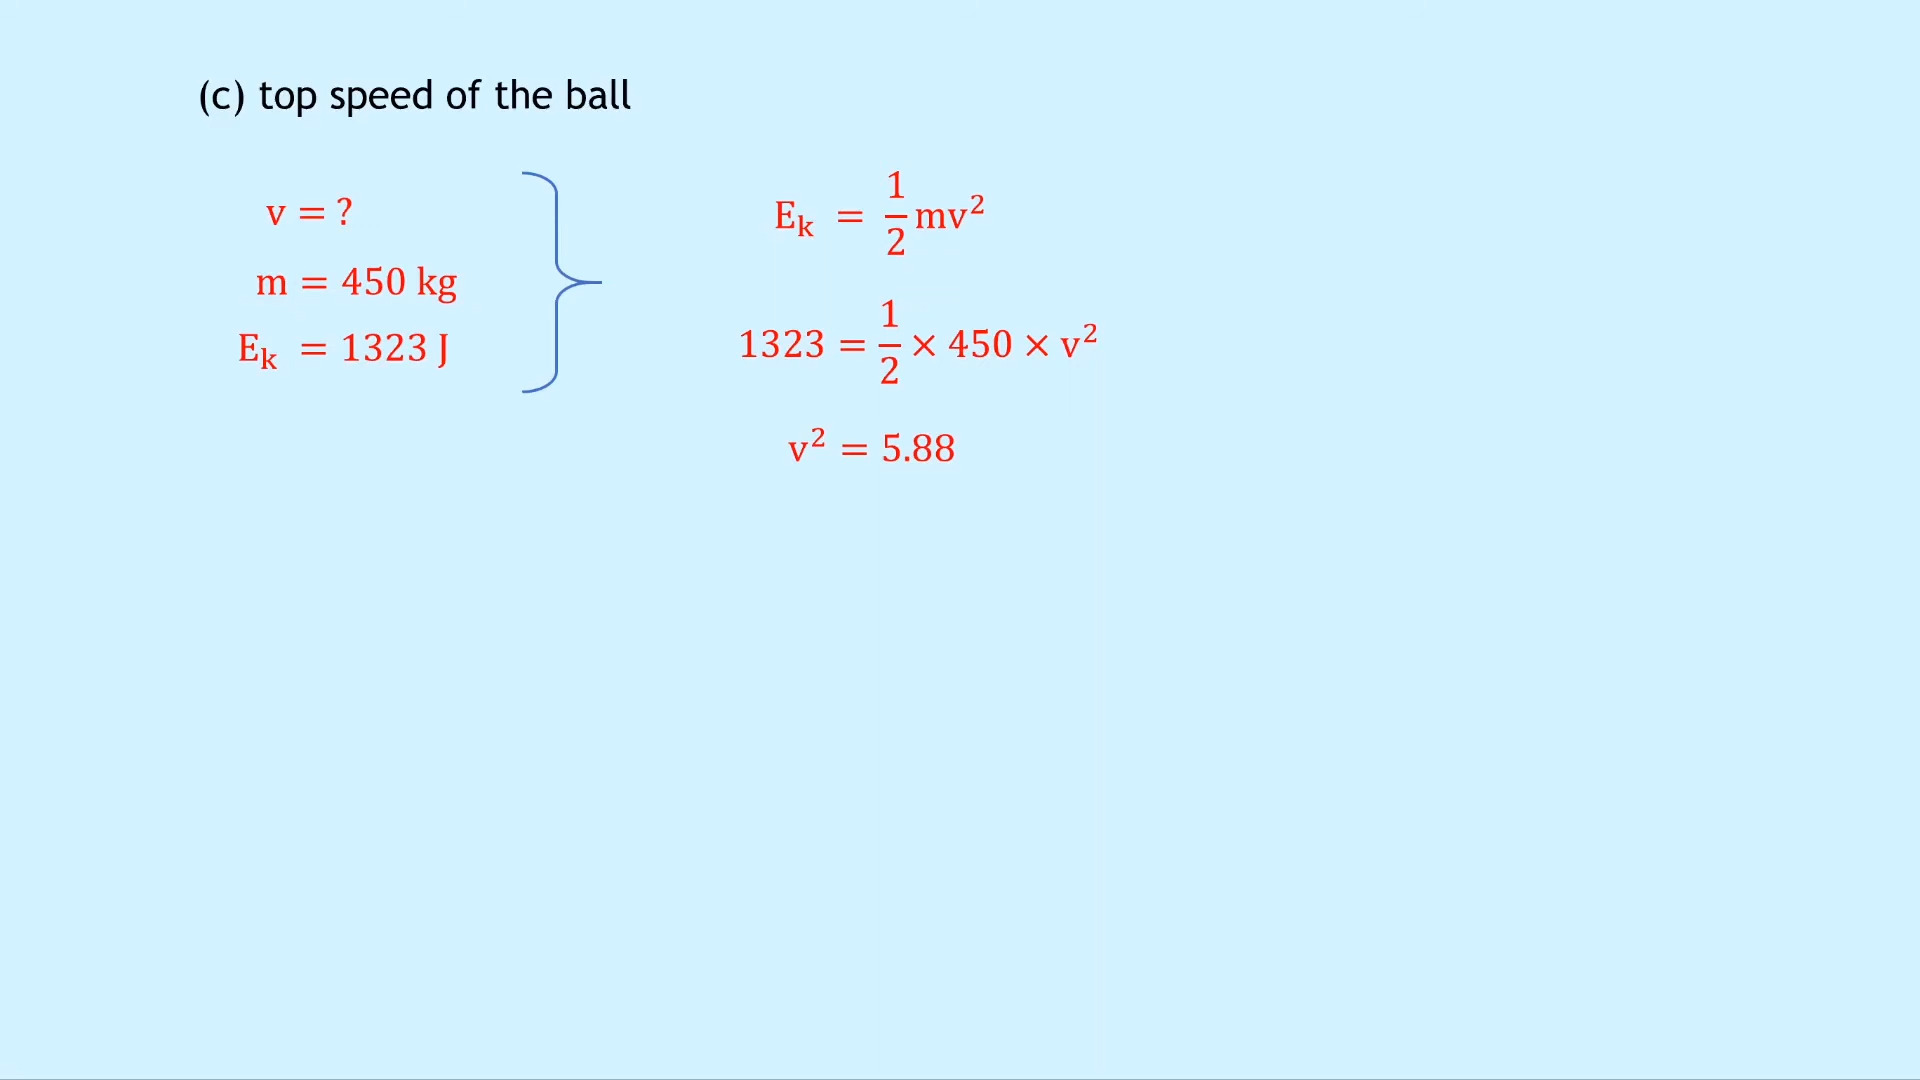 (c) top speed of the ball
v = ?
m = 450 kg
Eₖ = 1323 J
Eₖ = 1/2 mv²
1323 = 1/2 × 450 × v²
v² = 5.88